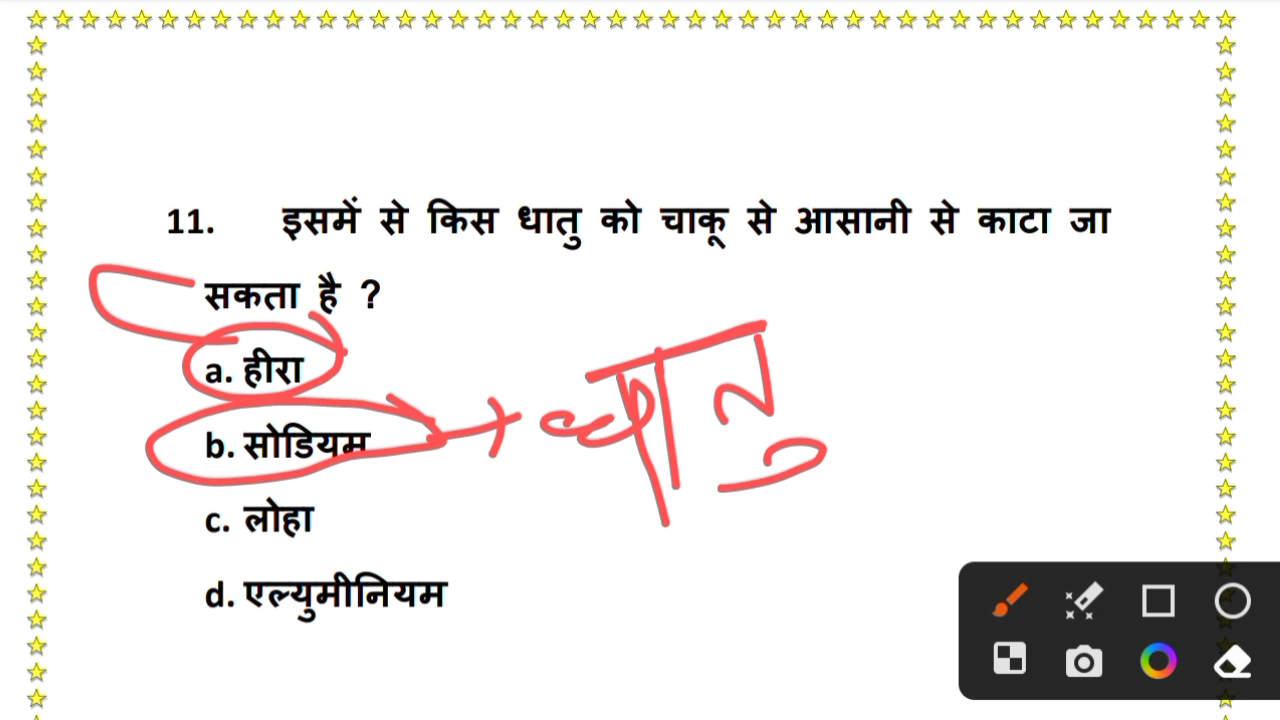 11. इसमें से किस धातु को चाकू से आसानी से काटा जा
सकता है ?
a. हीरा
b. सोडियम
धातु
c. लोहा
d. एल्युमीनियम